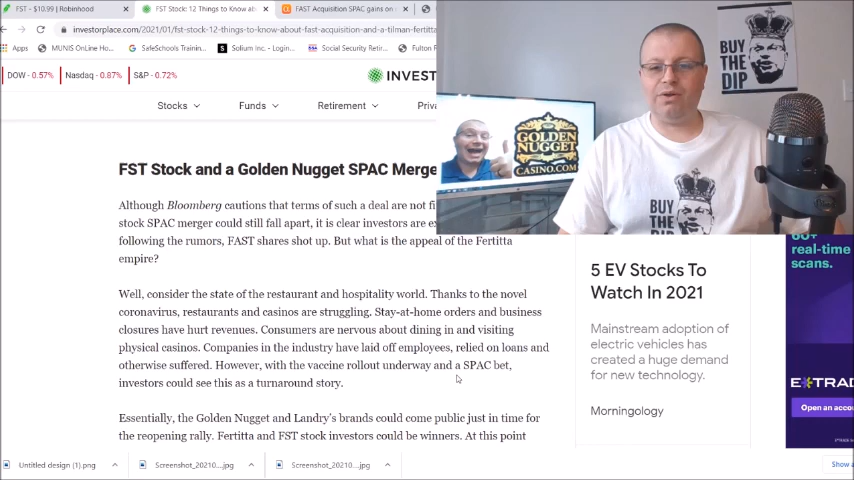 FST - $10.99 | Robinhood
FST Stock: 12 Things to Know ab
FAST Acquisition SPAC gains on
investorplace.com/2021/01/fst-stock-12-things-to-know-about-fast-acquisition-and-a-tilman-fertitta
Apps
MUNIS OnLine Ho...
SafeSchools Trainin...
Solium - Log In...
Social Security Retir...
Fulton
DOW - 0.57%
Nasdaq - 0.87%
S&P - 0.72%
INVEST
Stocks
Funds
Retirement
BUY
THE
DIP
GOLDEN
NUGGET
CASINO.COM
BUY
THE
DIP
FST Stock and a Golden Nugget SPAC Merge
Although Bloomberg cautions that terms of such a deal are not fi
stock SPAC merger could still fall apart, it is clear investors are ex
following the rumors, FAST shares shot up. But what is the appeal of the Fertitta
empire?
Well, consider the state of the restaurant and hospitality world. Thanks to the novel
coronavirus, restaurants and casinos are struggling. Stay-at-home orders and business
closures have hurt revenues. Consumers are nervous about dining in and visiting
physical casinos. Companies in the industry have laid off employees, relied on loans and
otherwise suffered. However, with the vaccine rollout underway and a SPAC bet,
investors could see this as a turnaround story.
Essentially, the Golden Nugget and Landry's brands could come public just in time for
the reopening rally. Fertitta and FST stock investors could be winners. At this point
5 EV Stocks To
Watch In 2021
Mainstream adoption of
electric vehicles has
created a huge demand
for new technology.
Morningology
60+
real-time
scans.
E*TRAD
Open an acco
Untitled design (1).png
Screenshot_20210....jpg
Screenshot_20210....jpg
Show a